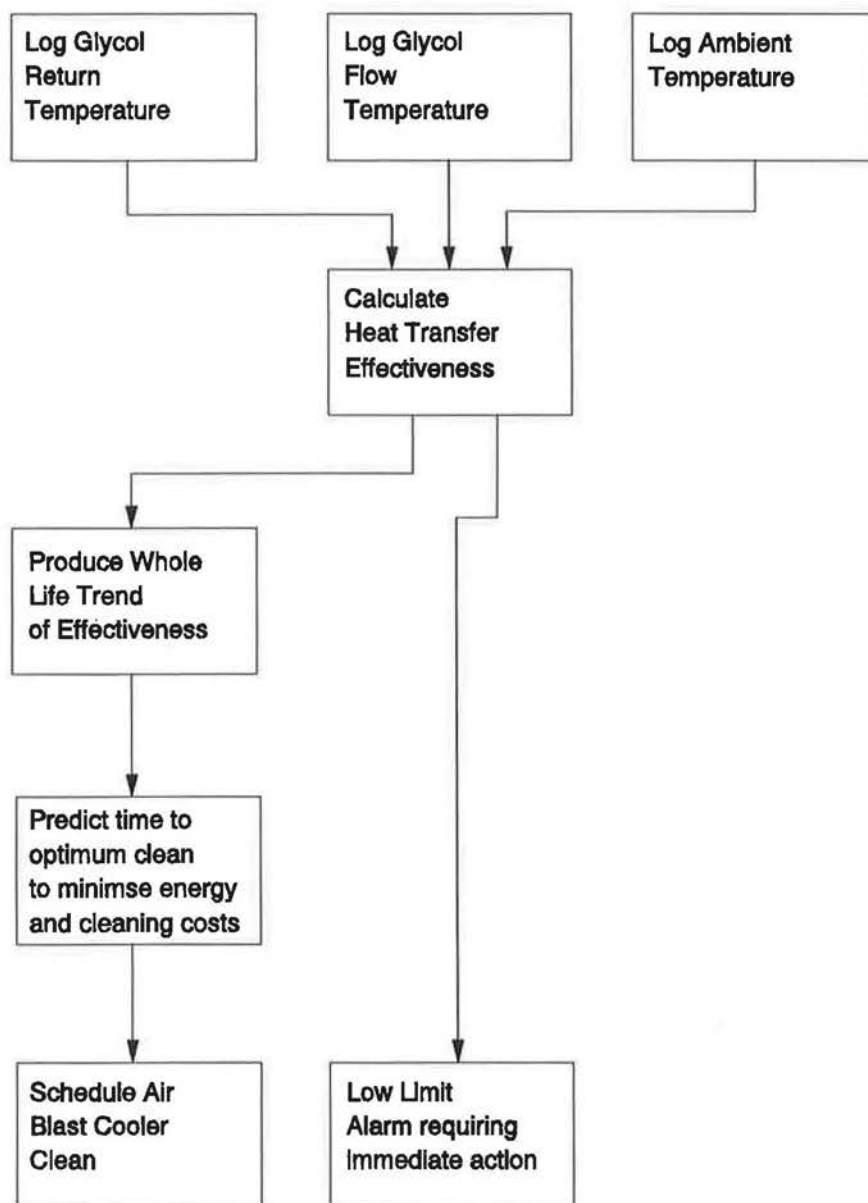 Log Glycol
Return
Temperature
Log Glycol
Flow
Temperature
Log Ambient
Temperature
Calculate
Heat Transfer
Effectiveness
Produce Whole
Life Trend
of Effectiveness
Predict time to
optimum clean
to minimse energy
and cleaning costs
Schedule Air
Blast Cooler
Clean
Low Limit
Alarm requiring
immediate action